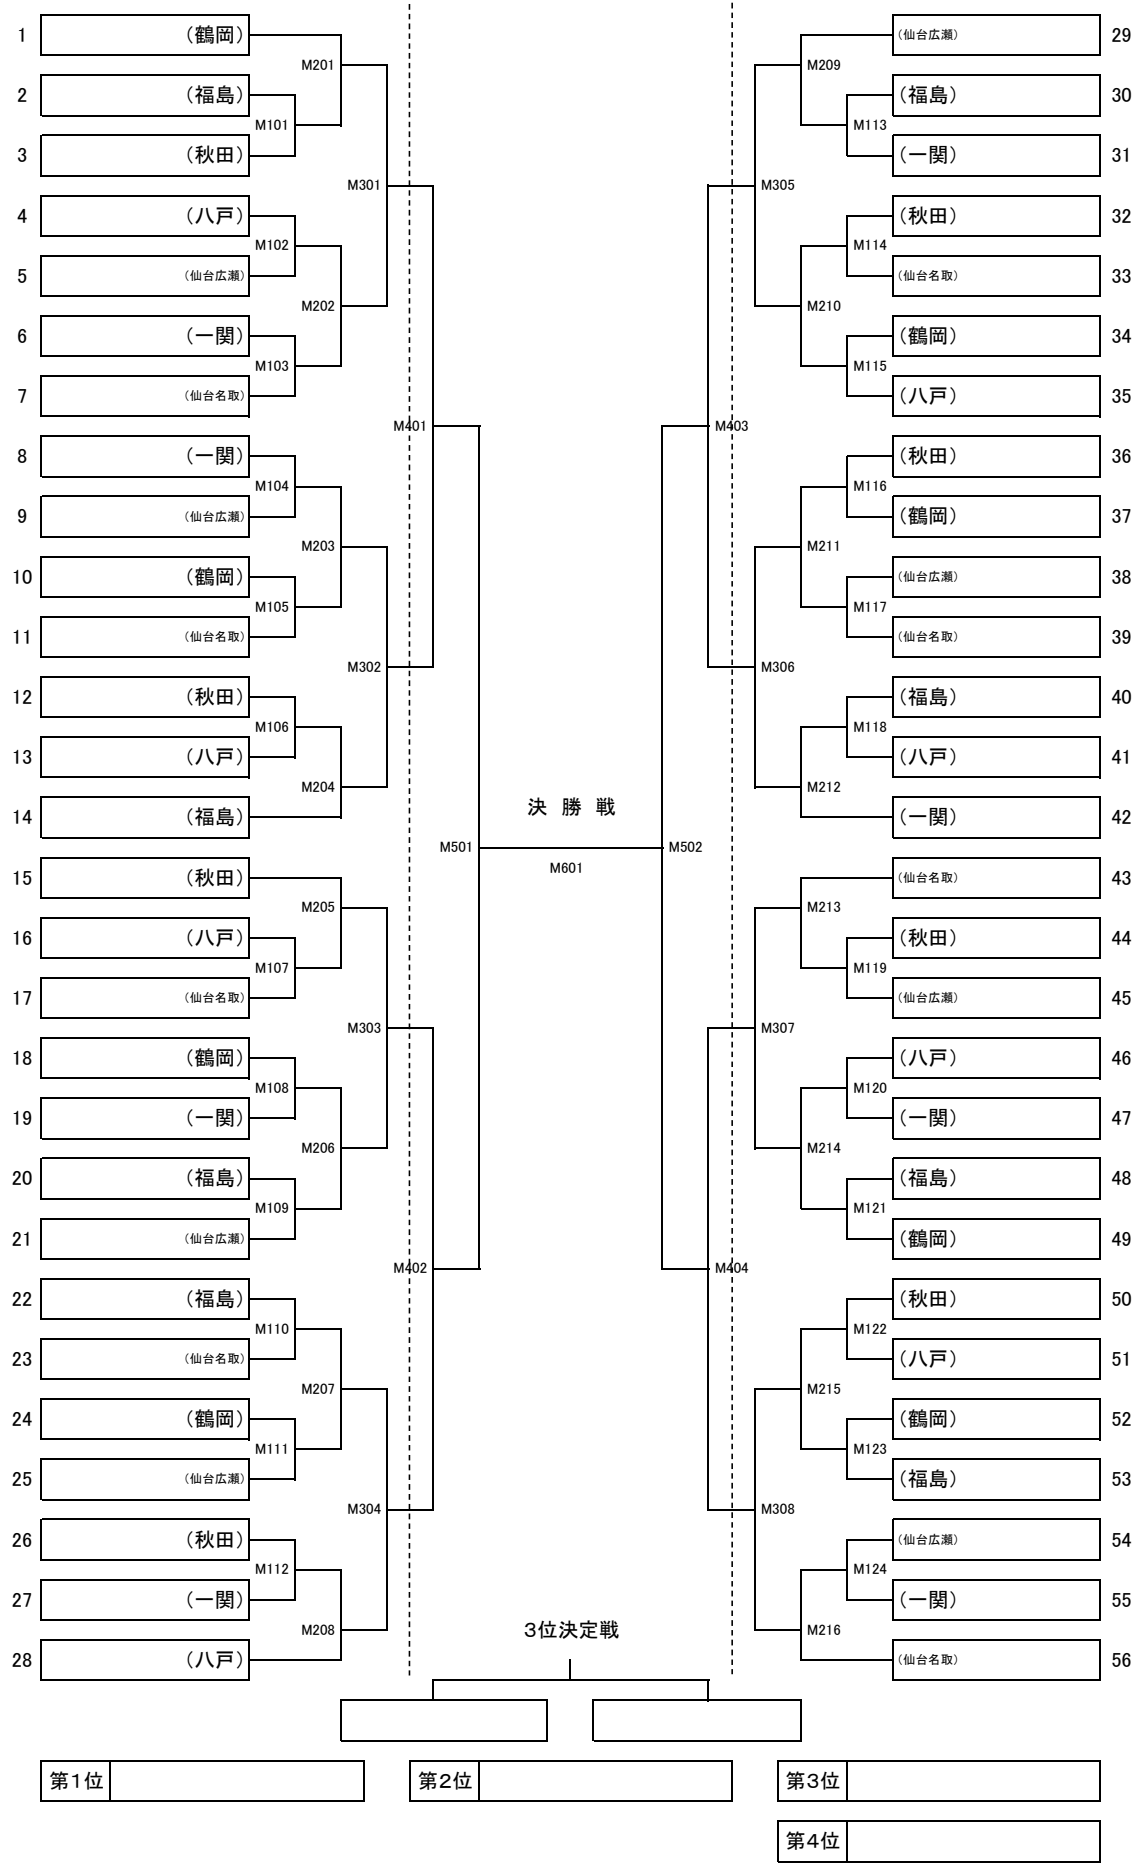 1 (鶴岡)
M201
2 (福島)
M101
3 (秋田)
M301
4 (八戸)
M102
5 (仙台広瀬)
M202
6 (一関)
M103
7 (仙台名取)
M401
8 (一関)
M104
9 (仙台広瀬)
M203
10 (鶴岡)
M105
11 (仙台名取)
M302
12 (秋田)
M106
13 (八戸)
M204
14 (福島)
M501
15 (秋田)
M205
16 (八戸)
M107
17 (仙台名取)
M303
18 (鶴岡)
M108
19 (一関)
M206
20 (福島)
M109
21 (仙台広瀬)
M402
22 (福島)
M110
23 (仙台名取)
M207
24 (鶴岡)
M111
25 (仙台広瀬)
M304
26 (秋田)
M112
27 (一関)
M208
28 (八戸)
決 勝 戦
M601
(仙台広瀬) 29
M209
(福島) 30
M113
(一関) 31
M305
(秋田) 32
M114
(仙台名取) 33
M210
(鶴岡) 34
M115
(八戸) 35
M403
(秋田) 36
M116
(鶴岡) 37
M211
(仙台広瀬) 38
M117
(仙台名取) 39
M306
(福島) 40
M118
(八戸) 41
M212
(一関) 42
M502
(仙台名取) 43
M213
(秋田) 44
M119
(仙台広瀬) 45
M307
(八戸) 46
M120
(一関) 47
M214
(福島) 48
M121
(鶴岡) 49
M404
(秋田) 50
M122
(八戸) 51
M215
(鶴岡) 52
M123
(福島) 53
M308
(仙台広瀬) 54
M124
(一関) 55
M216
(仙台名取) 56
3位決定戦
第1位
第2位
第3位
第4位